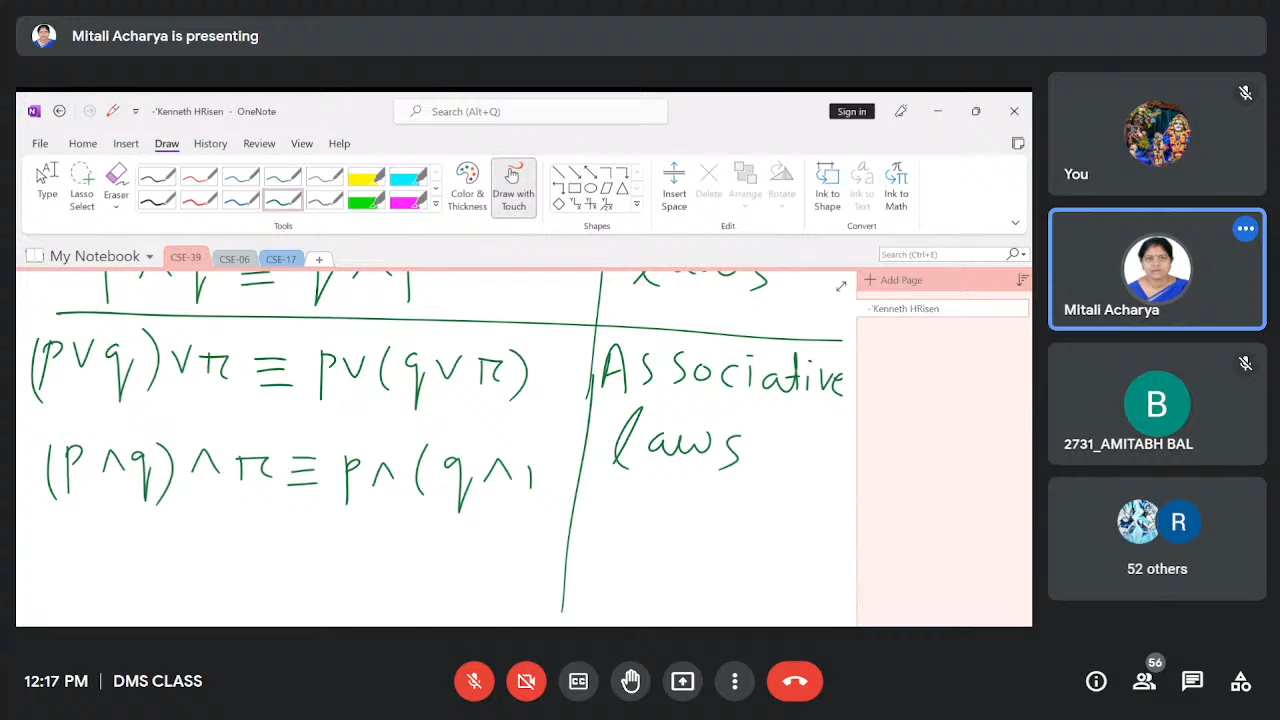 Mitali Acharya is presenting
-'Kenneth HRisen - OneNote
Search (Alt+Q)
Sign in
File Home Insert Draw History Review View Help
Type
Lasso Select
Eraser
Color & Thickness
Draw with Touch
Insert Space
Delete
Arrange
Rotate
Ink to Shape
Ink to Text
Ink to Math
Tools
Shapes
Edit
Convert
My Notebook
CSE-39
CSE-06
CSE-17
Search (Ctrl+E)
Add Page
-'Kenneth HRisen
laws
(p∨q)∨r ≡ p∨(q∨r) Associative
(p∧q)∧r ≡ p∧(q∧ laws
You
Mitali Acharya
B
2731_AMITABH BAL
R
52 others
12:17 PM | DMS CLASS
56